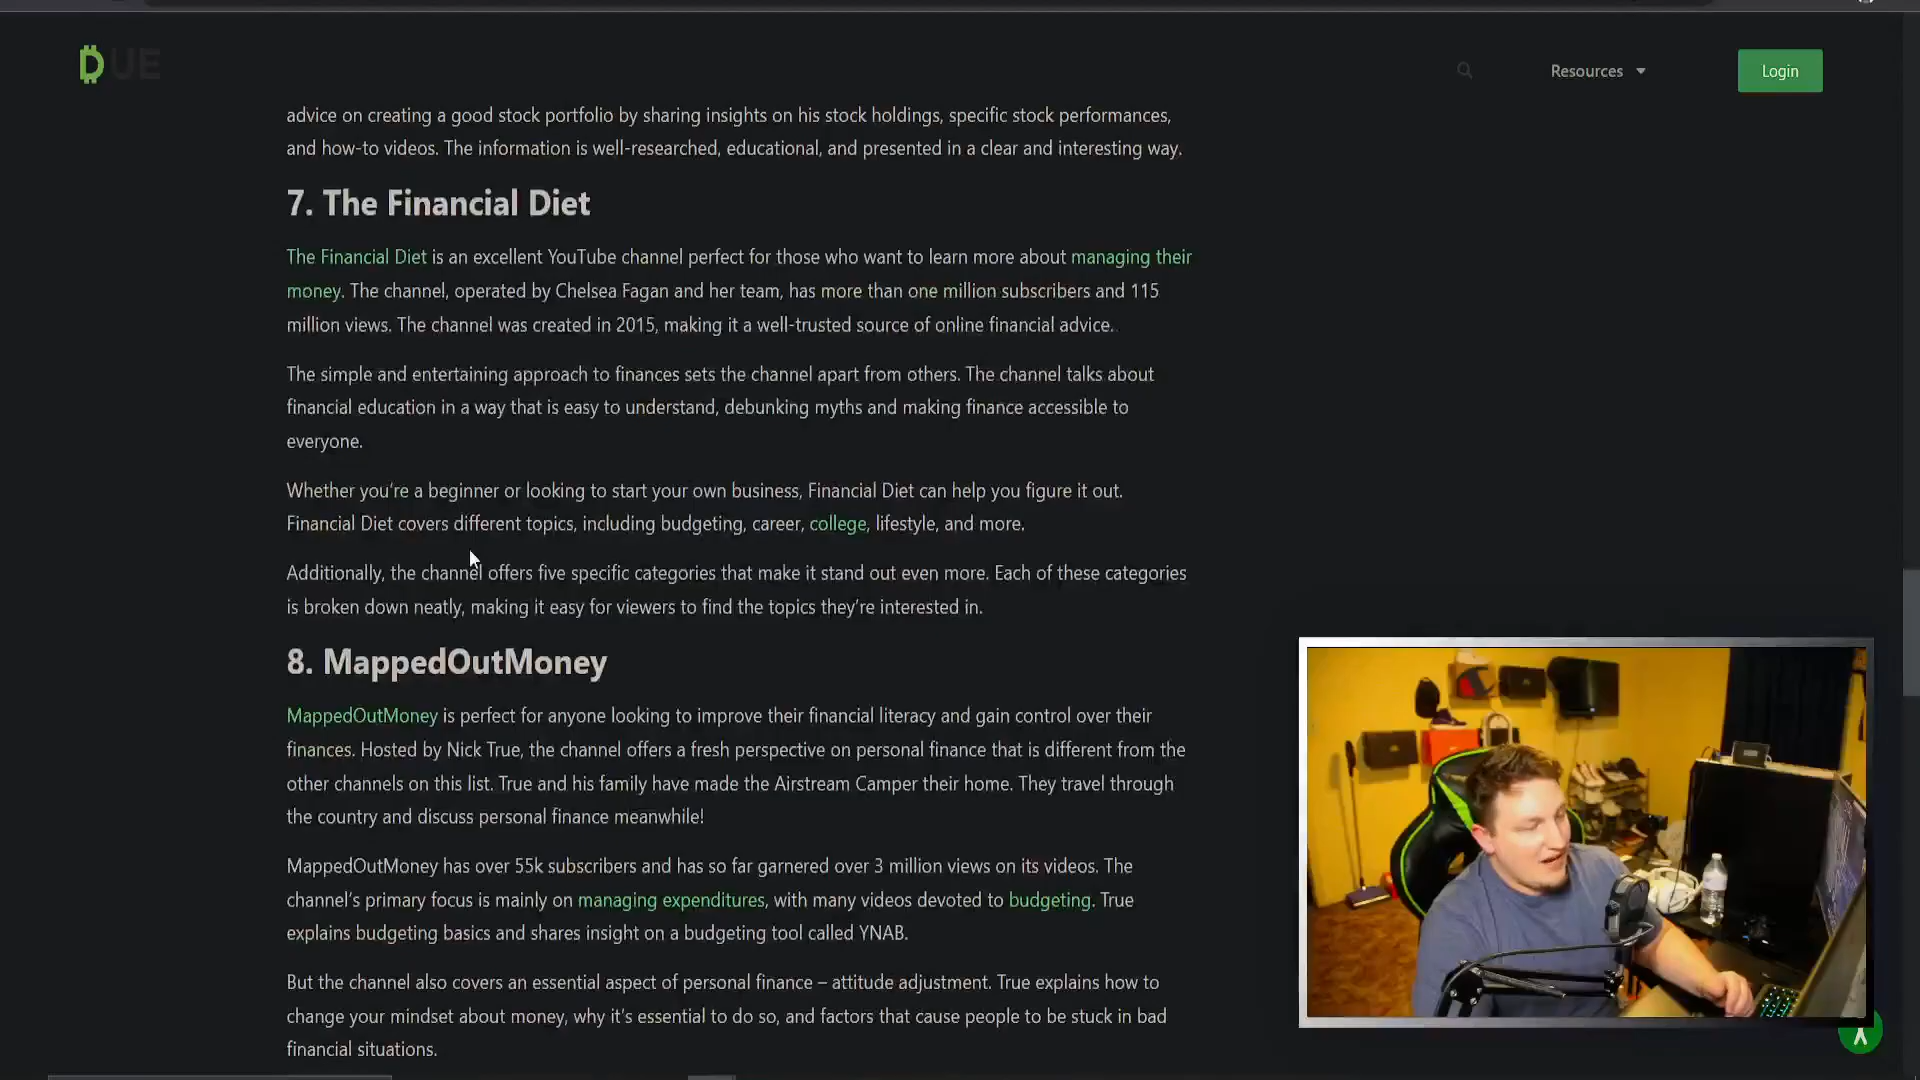 DUE
Resources
Login
advice on creating a good stock portfolio by sharing insights on his stock holdings, specific stock performances,
and how-to videos. The information is well-researched, educational, and presented in a clear and interesting way.
7. The Financial Diet
The Financial Diet is an excellent YouTube channel perfect for those who want to learn more about managing their
money. The channel, operated by Chelsea Fagan and her team, has more than one million subscribers and 115
million views. The channel was created in 2015, making it a well-trusted source of online financial advice.
The simple and entertaining approach to finances sets the channel apart from others. The channel talks about
financial education in a way that is easy to understand, debunking myths and making finance accessible to
everyone.
Whether you're a beginner or looking to start your own business, Financial Diet can help you figure it out.
Financial Diet covers different topics, including budgeting, career, college, lifestyle, and more.
Additionally, the channel offers five specific categories that make it stand out even more. Each of these categories
is broken down neatly, making it easy for viewers to find the topics they're interested in.
8. MappedOutMoney
MappedOutMoney is perfect for anyone looking to improve their financial literacy and gain control over their
finances. Hosted by Nick True, the channel offers a fresh perspective on personal finance that is different from the
other channels on this list. True and his family have made the Airstream Camper their home. They travel through
the country and discuss personal finance meanwhile!
MappedOutMoney has over 55k subscribers and has so far garnered over 3 million views on its videos. The
channel's primary focus is mainly on managing expenditures, with many videos devoted to budgeting. True
explains budgeting basics and shares insight on a budgeting tool called YNAB.
But the channel also covers an essential aspect of personal finance – attitude adjustment. True explains how to
change your mindset about money, why it's essential to do so, and factors that cause people to be stuck in bad
financial situations.